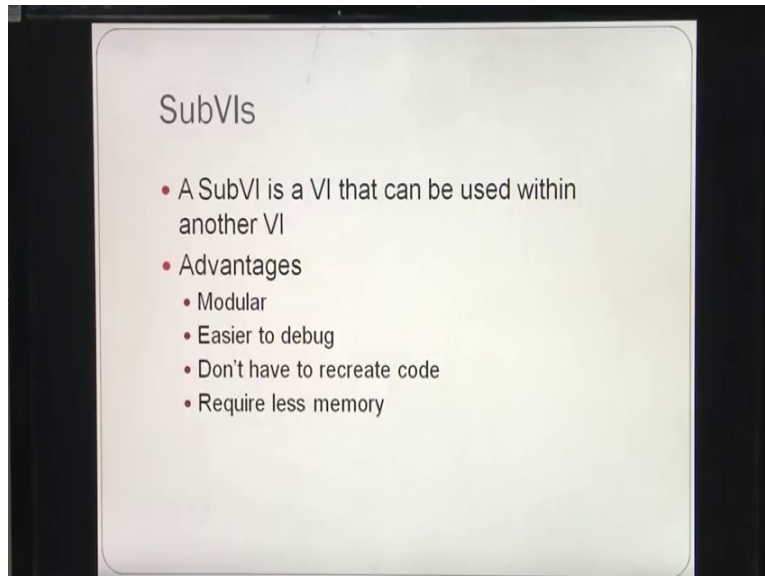 SubVIs
• A SubVI is a VI that can be used within
another VI
• Advantages
• Modular
• Easier to debug
• Don't have to recreate code
• Require less memory